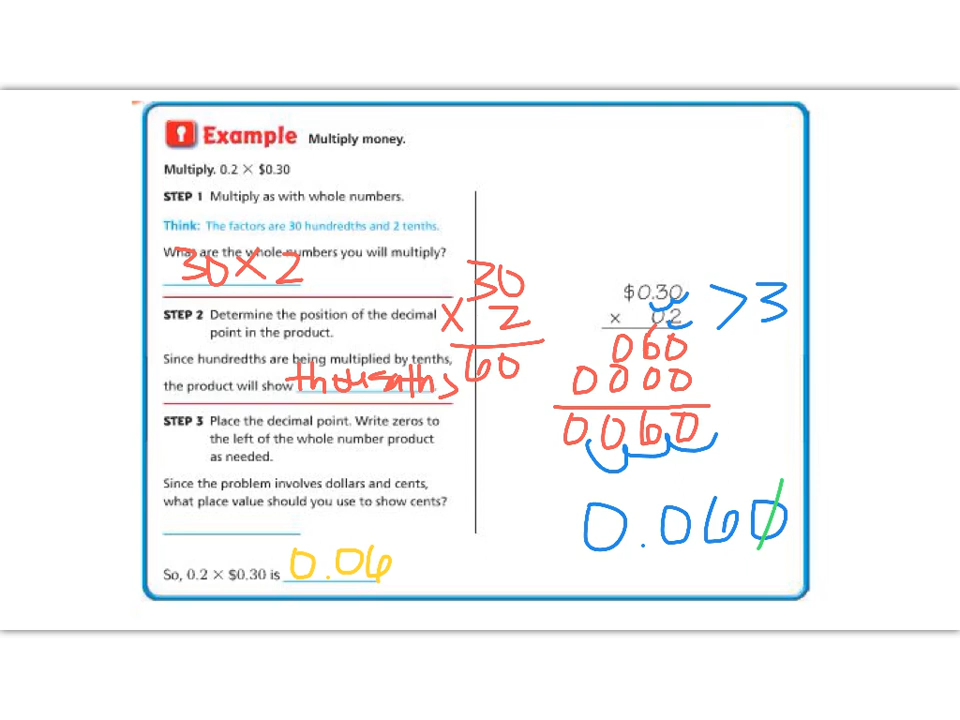 Example Multiply money.
Multiply. 0.2 × $0.30
STEP 1 Multiply as with whole numbers.
Think: The factors are 30 hundredths and 2 tenths.
What are the whole numbers you will multiply?
30 × 2
STEP 2 Determine the position of the decimal
point in the product.
Since hundredths are being multiplied by tenths,
the product will show thousaths.
STEP 3 Place the decimal point. Write zeros to
the left of the whole number product
as needed.
Since the problem involves dollars and cents,
what place value should you use to show cents?
So, 0.2 × $0.30 is 0.06
30
× 2
60
$0.30
× 0.2 > 3
060
0000
0060
0.060